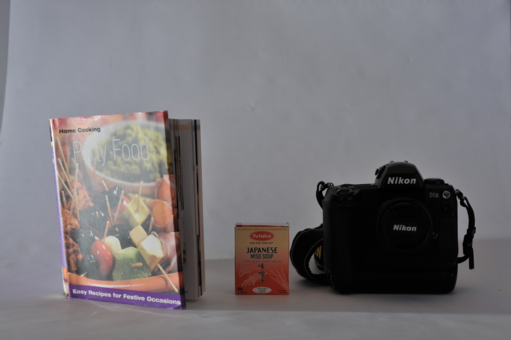 Home Cooking
Party Food
Easy Recipes for Festive Occasions
JAPANESE
MISO SOUP
Nikon
Nikon